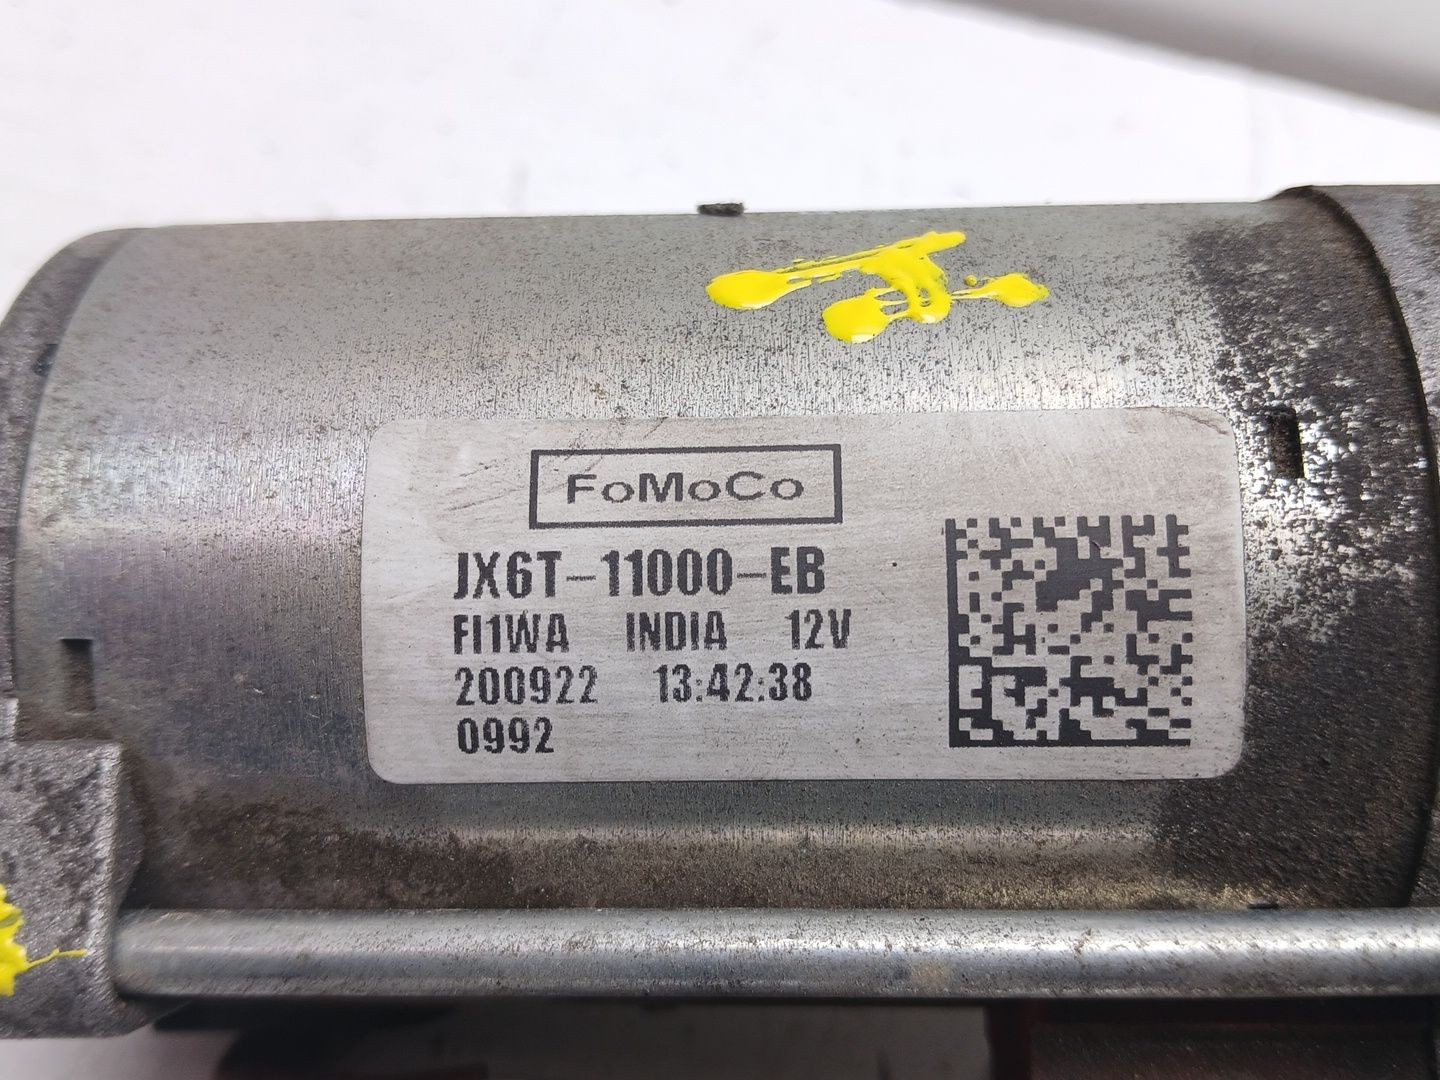 FoMoCo
JX6T-11000-EB
FI1WA INDIA 12V
200922 13:42:38
0992